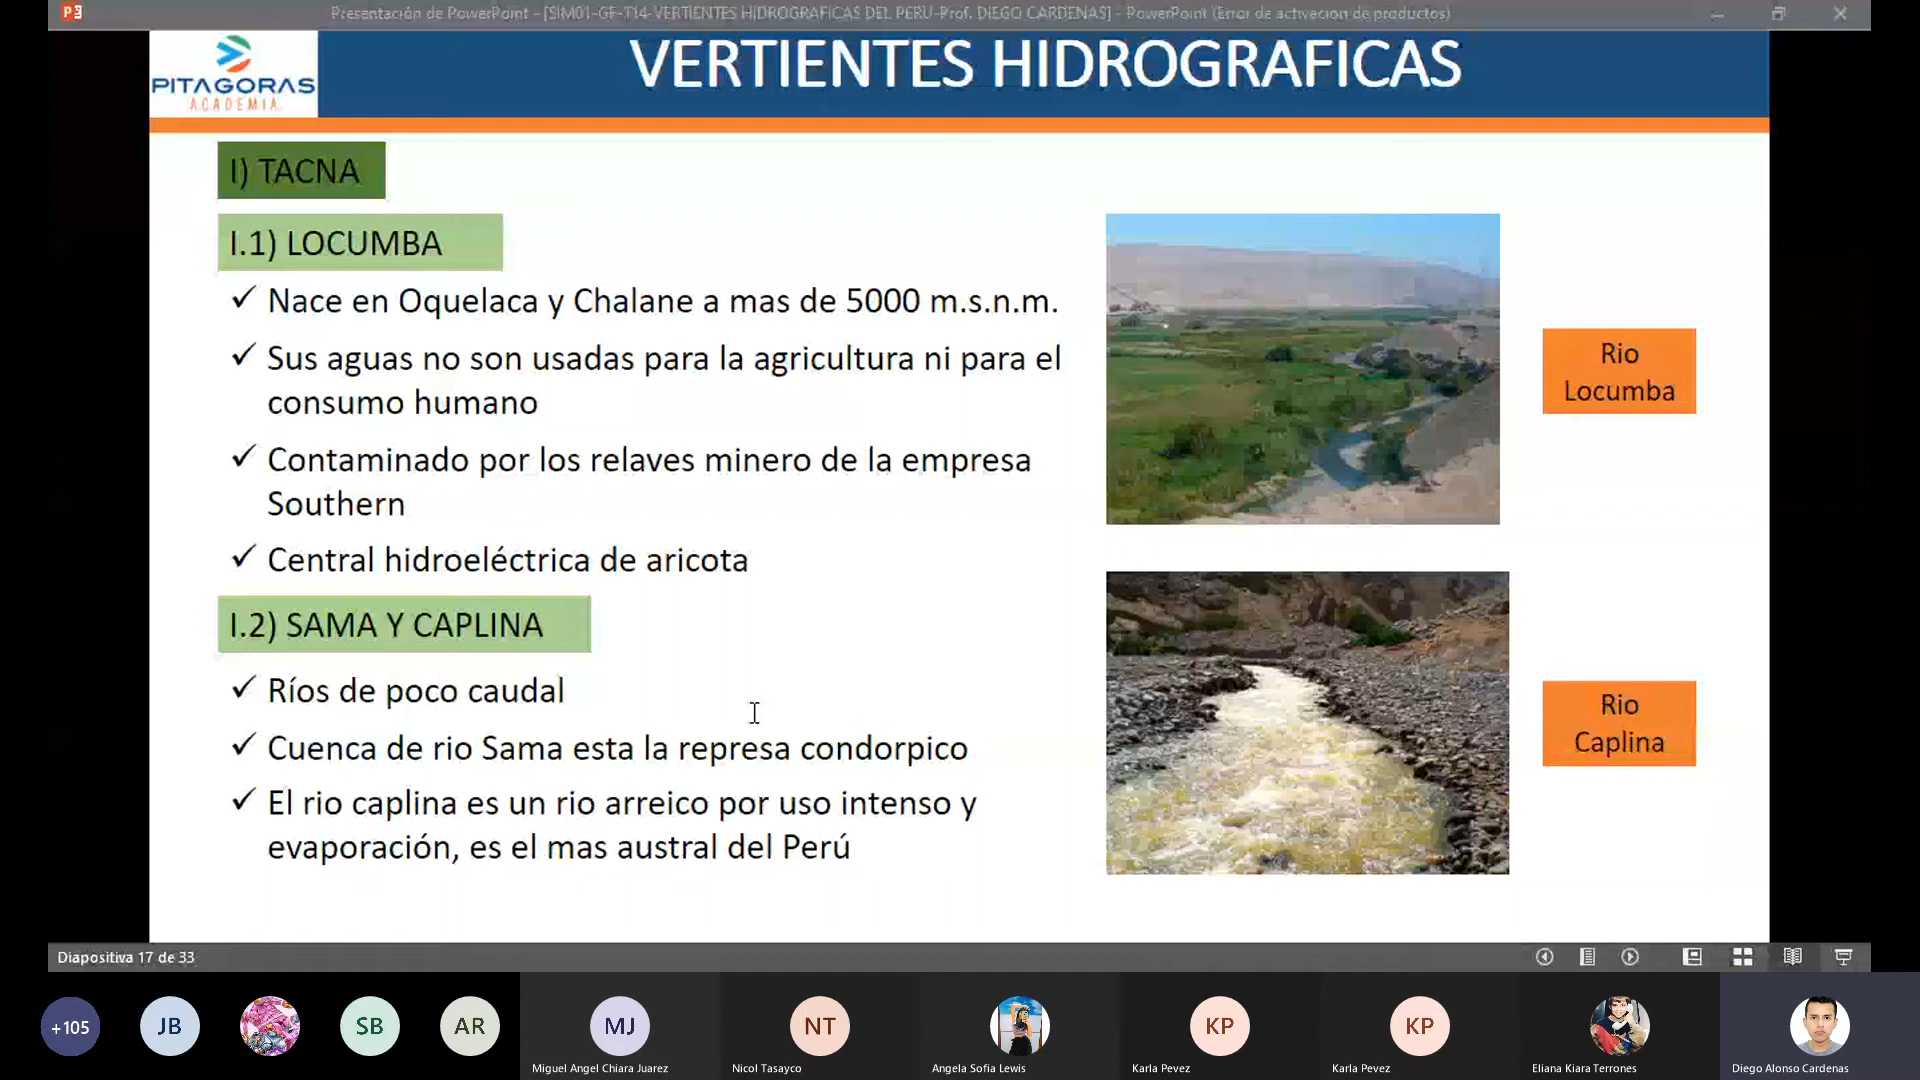 Presentación de PowerPoint - [SIM01-GF-T14-VERTIENTES HIDROGRAFICAS DEL PERU-Prof. DIEGO CARDENAS] - PowerPoint (Error de activación de productos)
PITAGORAS
ACADEMIA
VERTIENTES HIDROGRAFICAS
I) TACNA
I.1) LOCUMBA
✓ Nace en Oquelaca y Chalane a mas de 5000 m.s.n.m.
✓ Sus aguas no son usadas para la agricultura ni para el
consumo humano
✓ Contaminado por los relaves minero de la empresa
Southern
✓ Central hidroeléctrica de aricota
I.2) SAMA Y CAPLINA
✓ Ríos de poco caudal
✓ Cuenca de rio Sama esta la represa condorpico
✓ El rio caplina es un rio arreico por uso intenso y
evaporación, es el mas austral del Perú
Rio
Locumba
Rio
Caplina
Diapositiva 17 de 33
+105
JB
SB
AR
MJ
NT
KP
KP
Miguel Angel Chiara Juarez
Nicol Tasayco
Angela Sofia Lewis
Karla Pevez
Karla Pevez
Eliana Kiara Terrones
Diego Alonso Cardenas